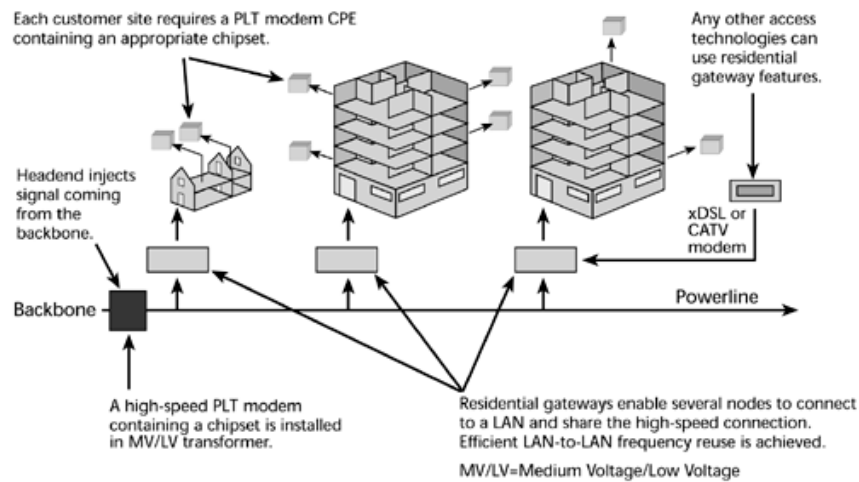 Each customer site requires a PLT modem CPE
containing an appropriate chipset.
Any other access
technologies can
use residential
gateway features.
Headend injects
signal coming
from the
backbone.
xDSL or
CATV
modem
Backbone
Powerline
A high-speed PLT modem
containing a chipset is installed
in MV/LV transformer.
Residential gateways enable several nodes to connect
to a LAN and share the high-speed connection.
Efficient LAN-to-LAN frequency reuse is achieved.
MV/LV=Medium Voltage/Low Voltage